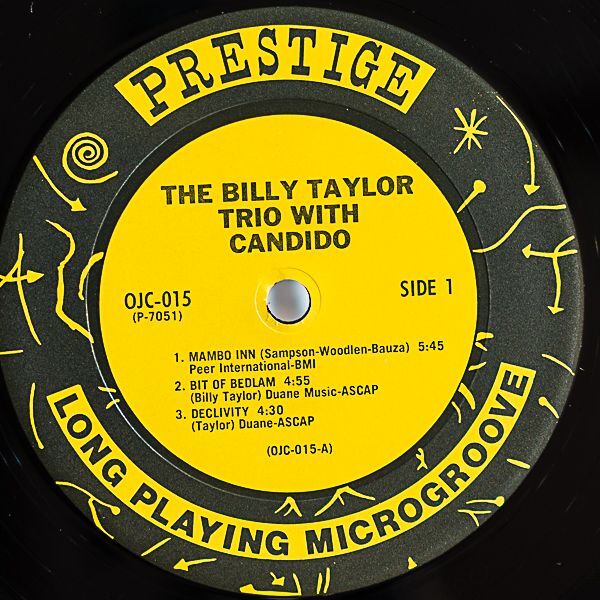 PRESTIGE
THE BILLY TAYLOR
TRIO WITH
CANDIDO
OJC-015
(P-7051)
SIDE 1
1. MAMBO INN (Sampson-Woodlen-Bauza) 5:45
Peer International-BMI
2. BIT OF BEDLAM 4:55
(Billy Taylor) Duane Music-ASCAP
3. DECLIVITY 4:30
(Taylor) Duane-ASCAP
(OJC-015-A)
LONG PLAYING MICROGROOVE